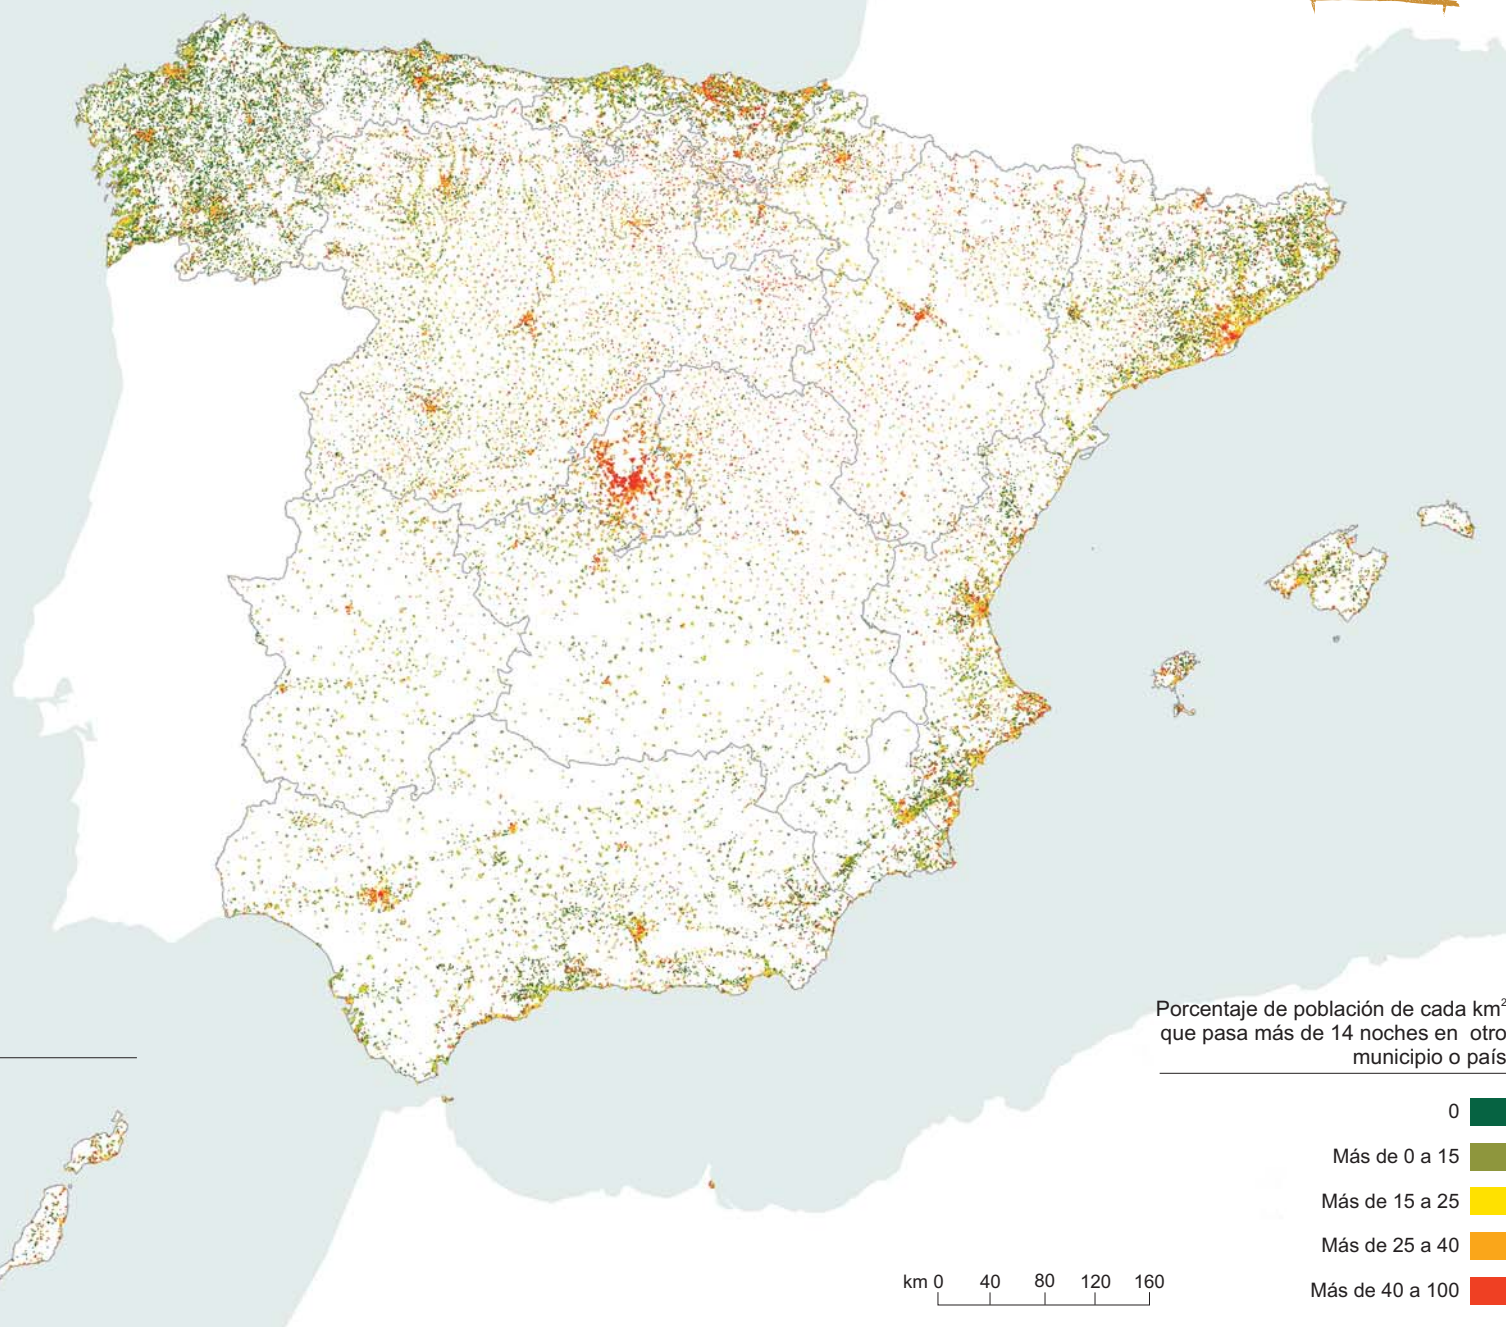 Porcentaje de población de cada km²
que pasa más de 14 noches en otro
municipio o país
0
Más de 0 a 15
Más de 15 a 25
Más de 25 a 40
Más de 40 a 100
km 0 40 80 120 160